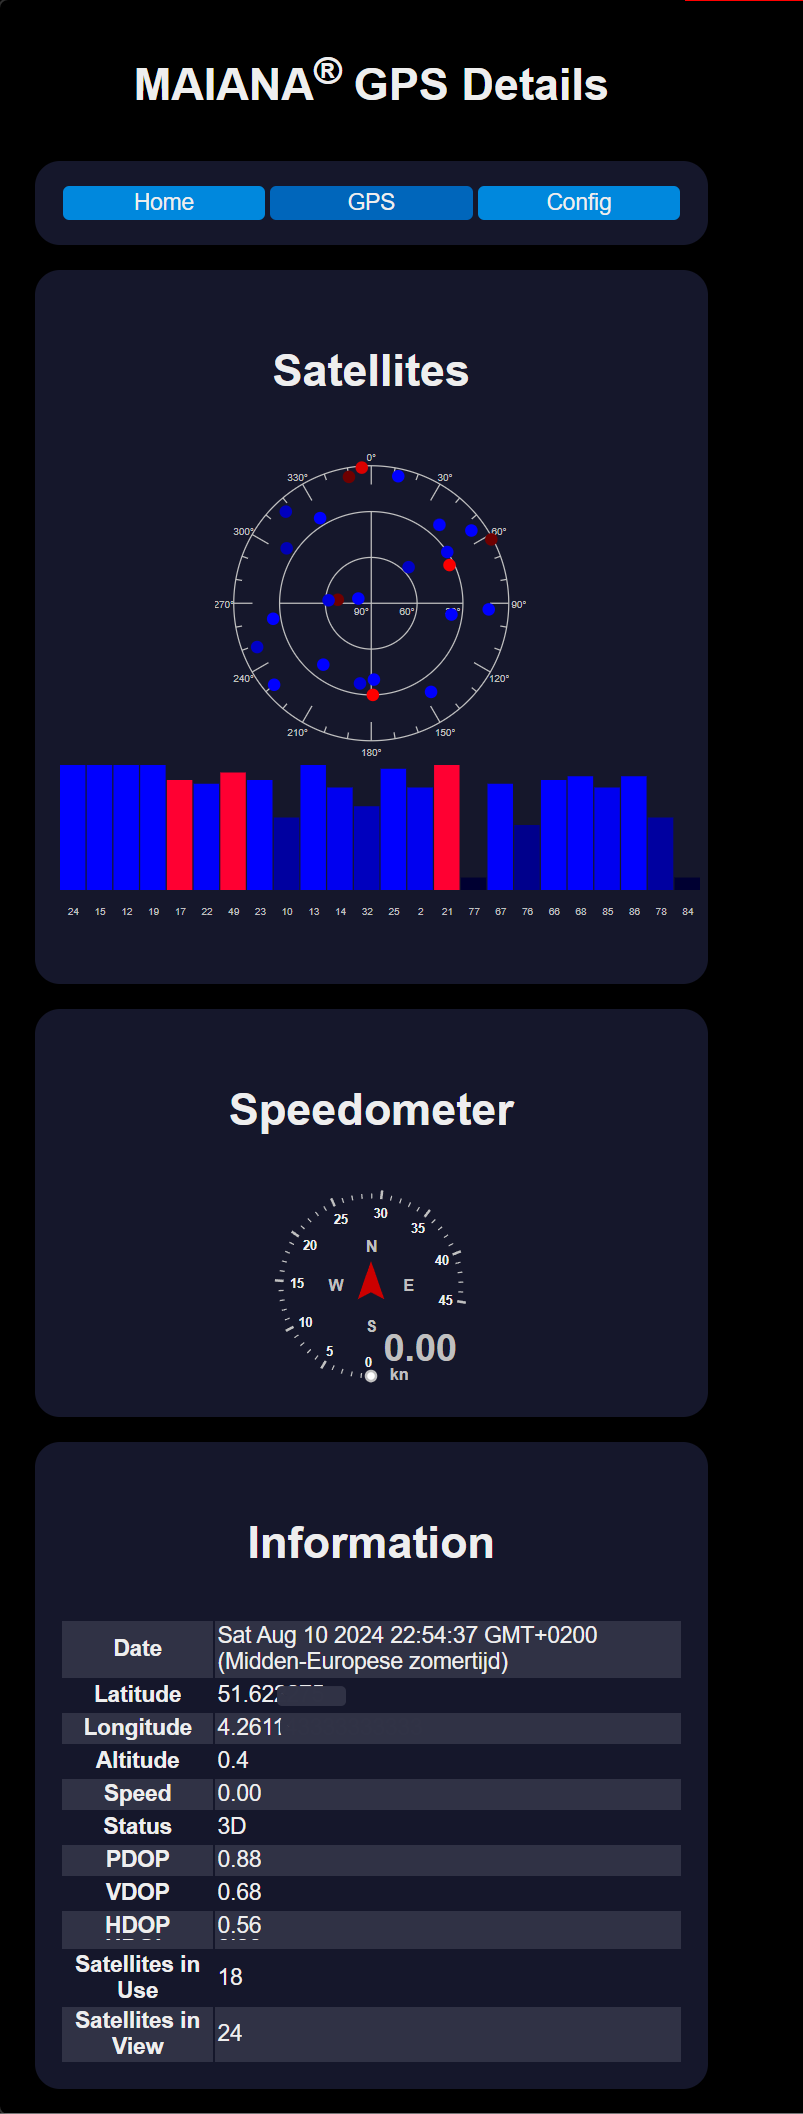 MAIANA® GPS Details
Home GPS Config
Satellites
0°
330° 30°
300° 60°
270° 90° 60° 90°
240° 120°
210° 150°
180°
24 15 12 19 17 22 49 23 10 13 14 32 25 2 21 77 67 76 66 68 85 86 78 84
Speedometer
30
25 35
20 N 40
15 W E 45
10 S
5 0 0.00
kn
Information
Date Sat Aug 10 2024 22:54:37 GMT+0200
(Midden-Europese zomertijd)
Latitude 51.622
Longitude 4.2611
Altitude 0.4
Speed 0.00
Status 3D
PDOP 0.88
VDOP 0.68
HDOP 0.56
Satellites in
Use 18
Satellites in
View 24